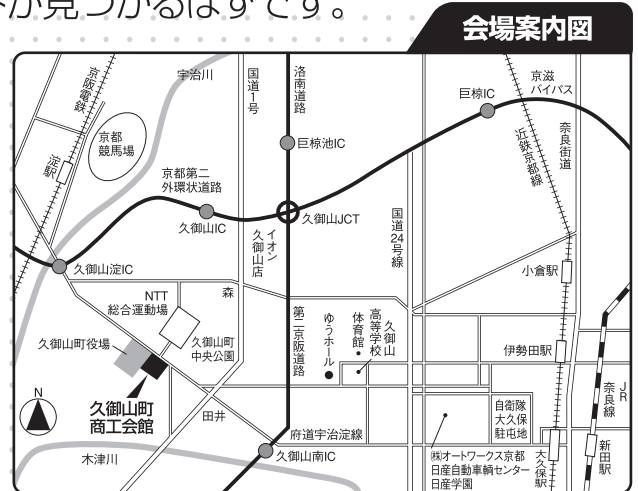 が見つかるはずです。
会場案内図
京阪電鉄
宇治川
国道1号
洛南道路
京滋
バイパス
巨椋IC
京都
競馬場
淀駅
巨椋池IC
近鉄京都線
奈良街道
京都第二
外環状道路
久御山IC
久御山JCT
イオン
久御山店
国道24号線
久御山淀IC
小倉駅
NTT
総合運動場
森
久御山町役場
久御山町
中央公園
第二京阪道路
ゆうホール
久御山
高等学校
体育館
伊勢田駅
JR
奈良線
N
久御山町
商工会館
田井
自衛隊
大久保
駐屯地
府道宇治淀線
木津川
久御山南IC
㈱オートワークス京都
日産自動車輌センター
日産学園
大久保駅
新田駅